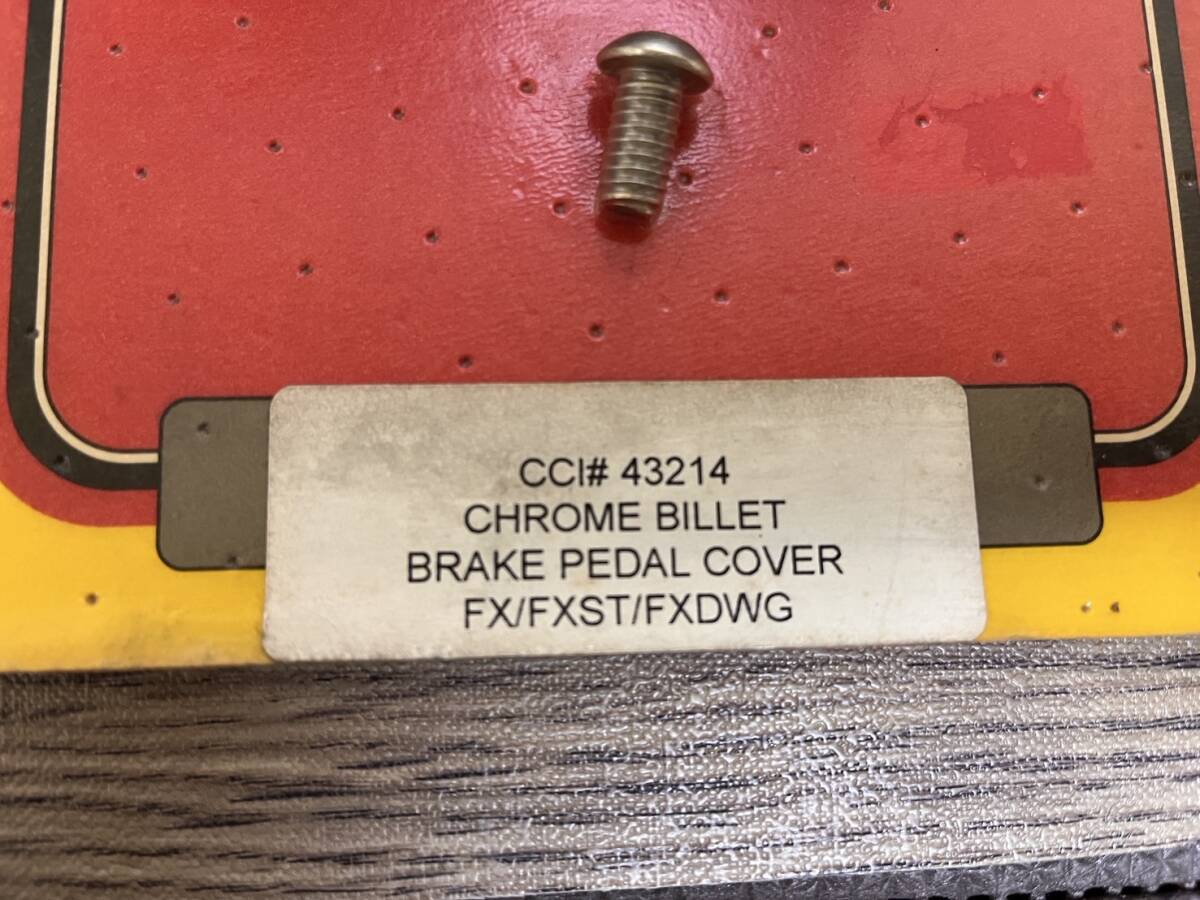 CCI# 43214
CHROME BILLET
BRAKE PEDAL COVER
FX/FXST/FXDWG